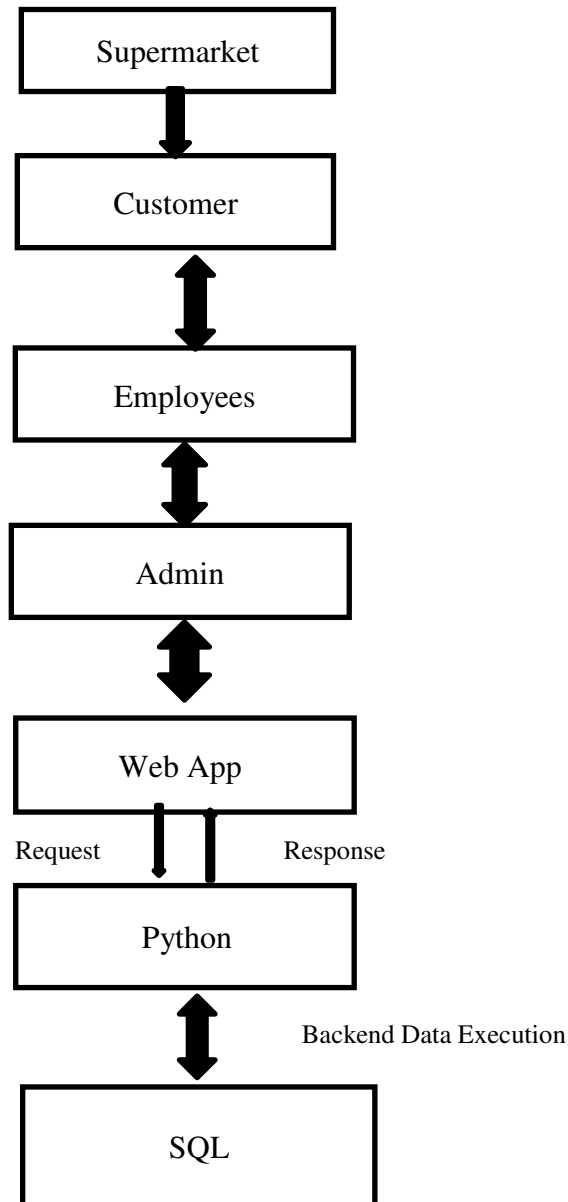 Supermarket
Customer
Employees
Admin
Web App
Request
Response
Python
Backend Data Execution
SQL